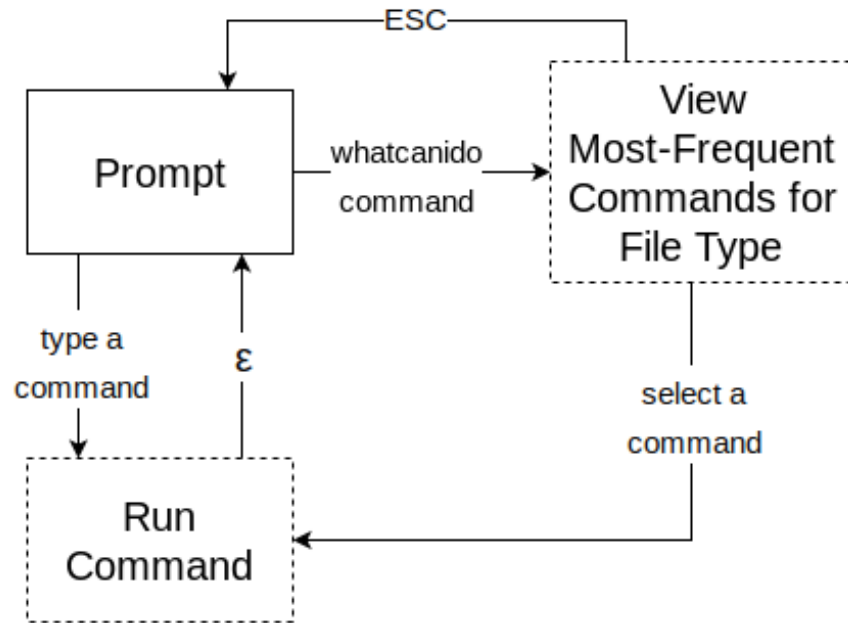 ESC
View
Most-Frequent
Commands for
File Type
Prompt
whatcanido
command
type a
command
ε
select a
command
Run
Command